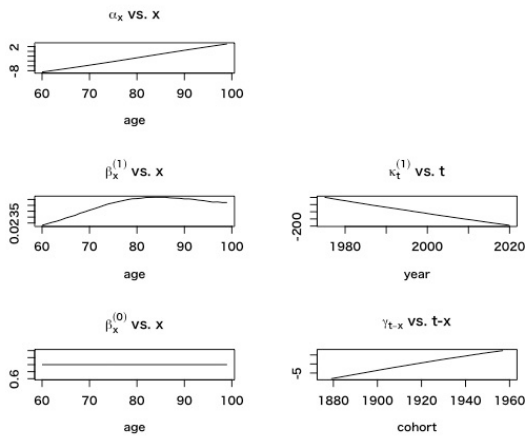 αx vs. x
2
-8
60 70 80 90 100
age
βx(1) vs. x
0.0235
60 70 80 90 100
age
κt(1) vs. t
-200
1980 2000 2020
year
βx(0) vs. x
0.6
60 70 80 90 100
age
γt-x vs. t-x
-5
1880 1900 1920 1940 1960
cohort